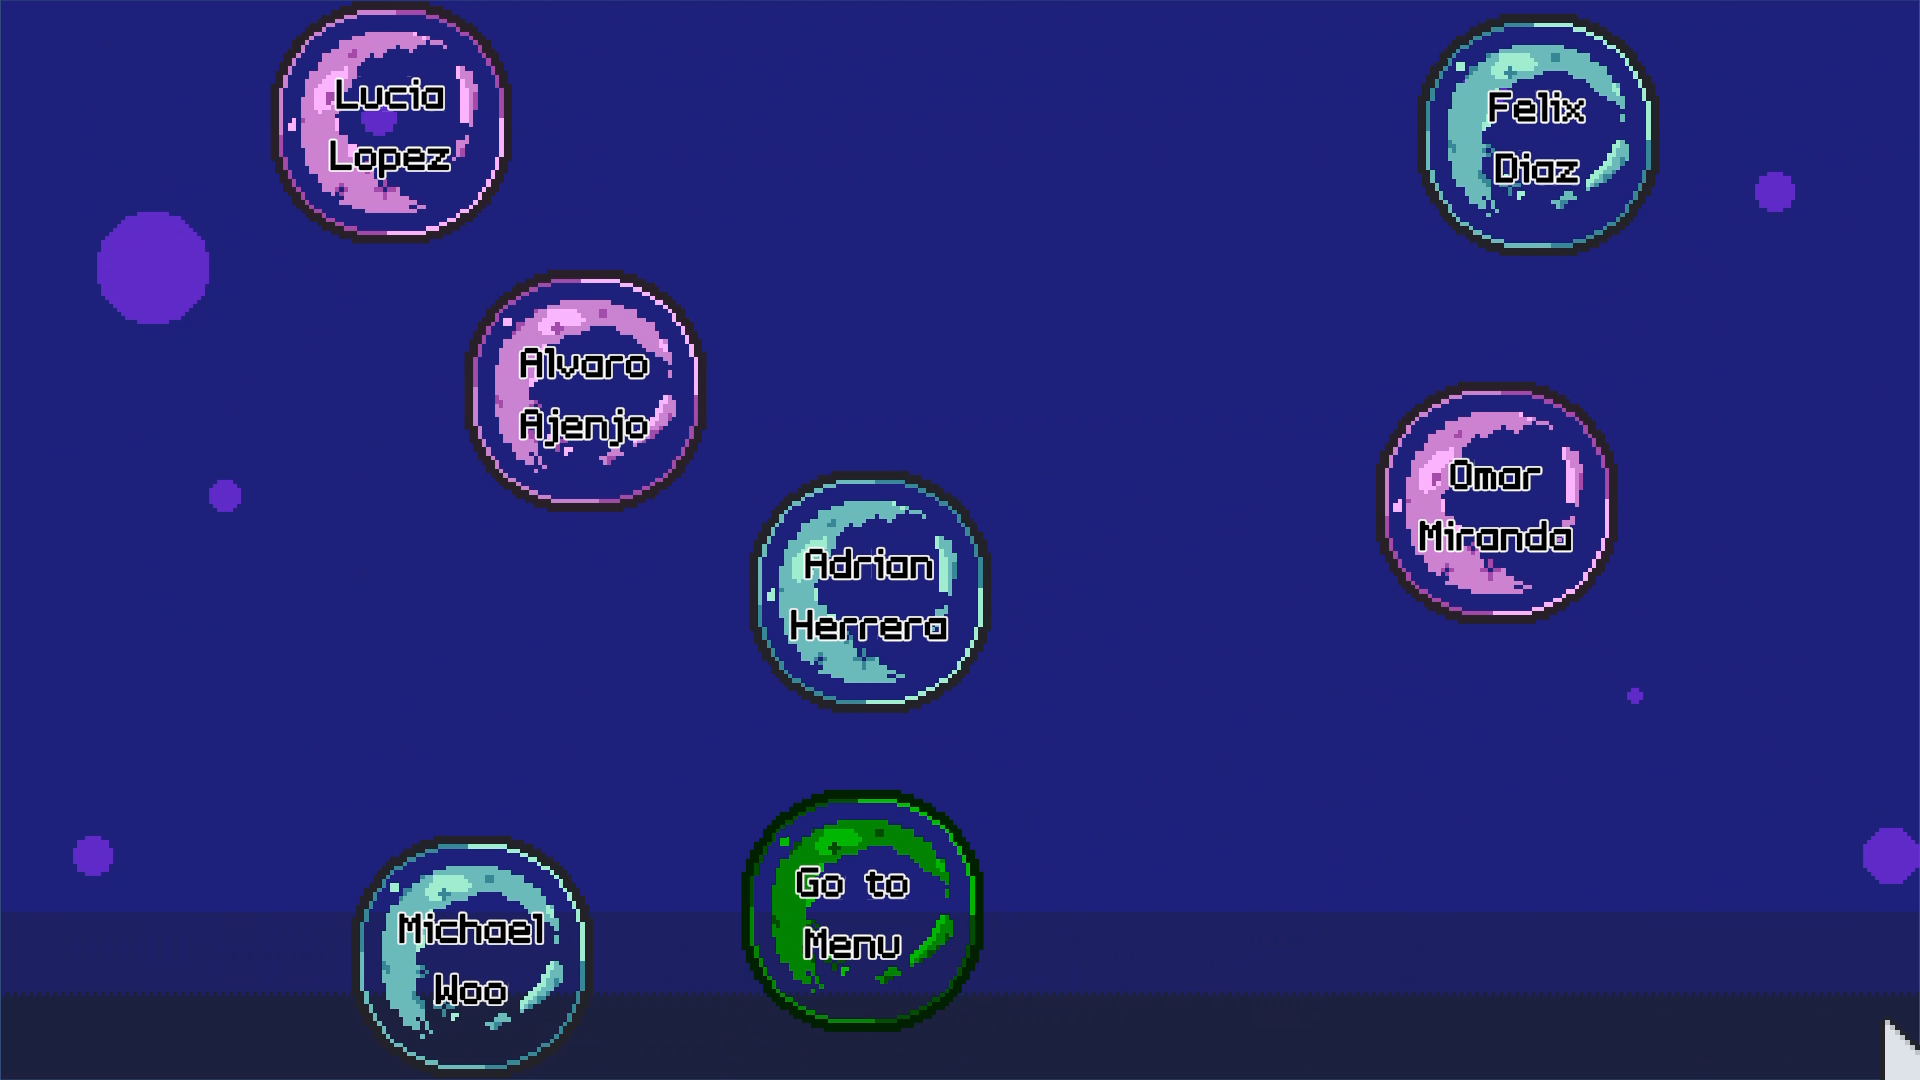 Lucia
Lopez
Felix
Diaz
Alvaro
Ajenjo
Omar
Miranda
Adrian
Herrera
Go to
Menu
Michael
Woo